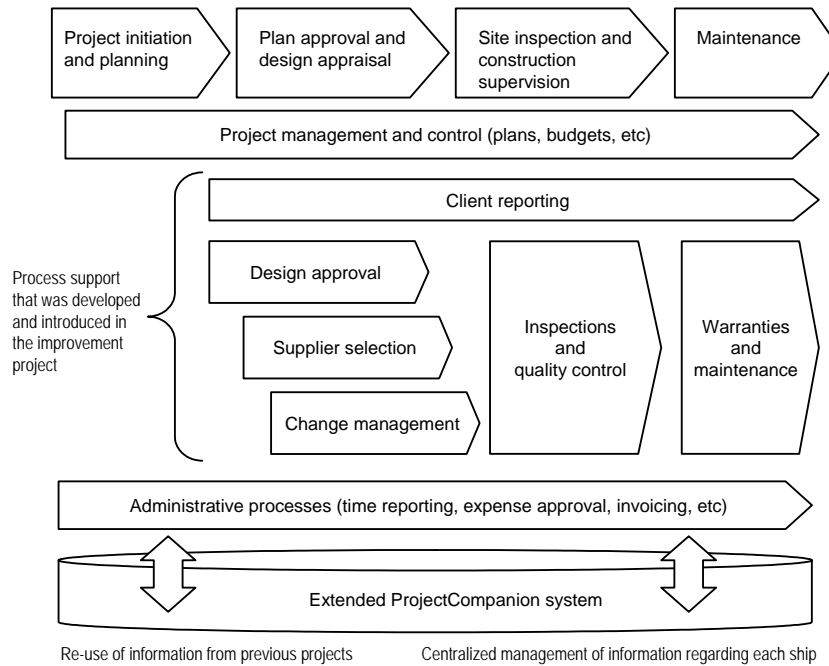 Project initiation
and planning
Plan approval and
design appraisal
Site inspection and
construction
supervision
Maintenance
Project management and control (plans, budgets, etc)
Client reporting
Process support
that was developed
and introduced in
the improvement
project
Design approval
Supplier selection
Change management
Inspections
and
quality control
Warranties
and
maintenance
Administrative processes (time reporting, expense approval, invoicing, etc)
Extended ProjectCompanion system
Re-use of information from previous projects
Centralized management of information regarding each ship